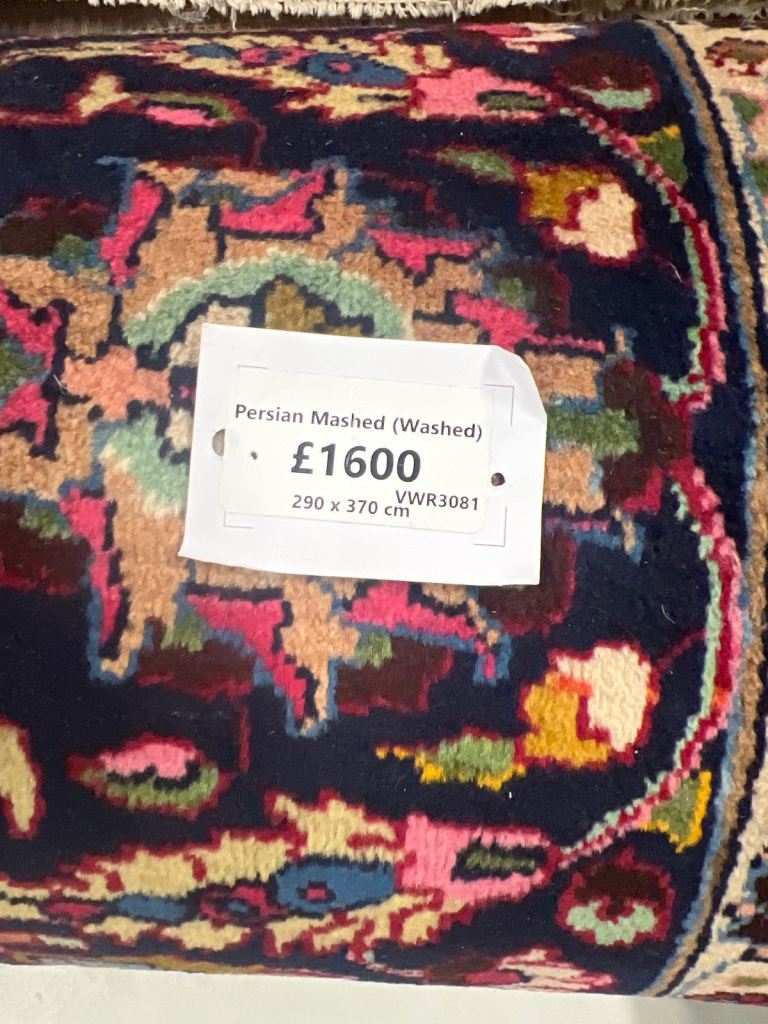 Persian Mashed (Washed)
£1600
VWR3081
290 x 370 cm